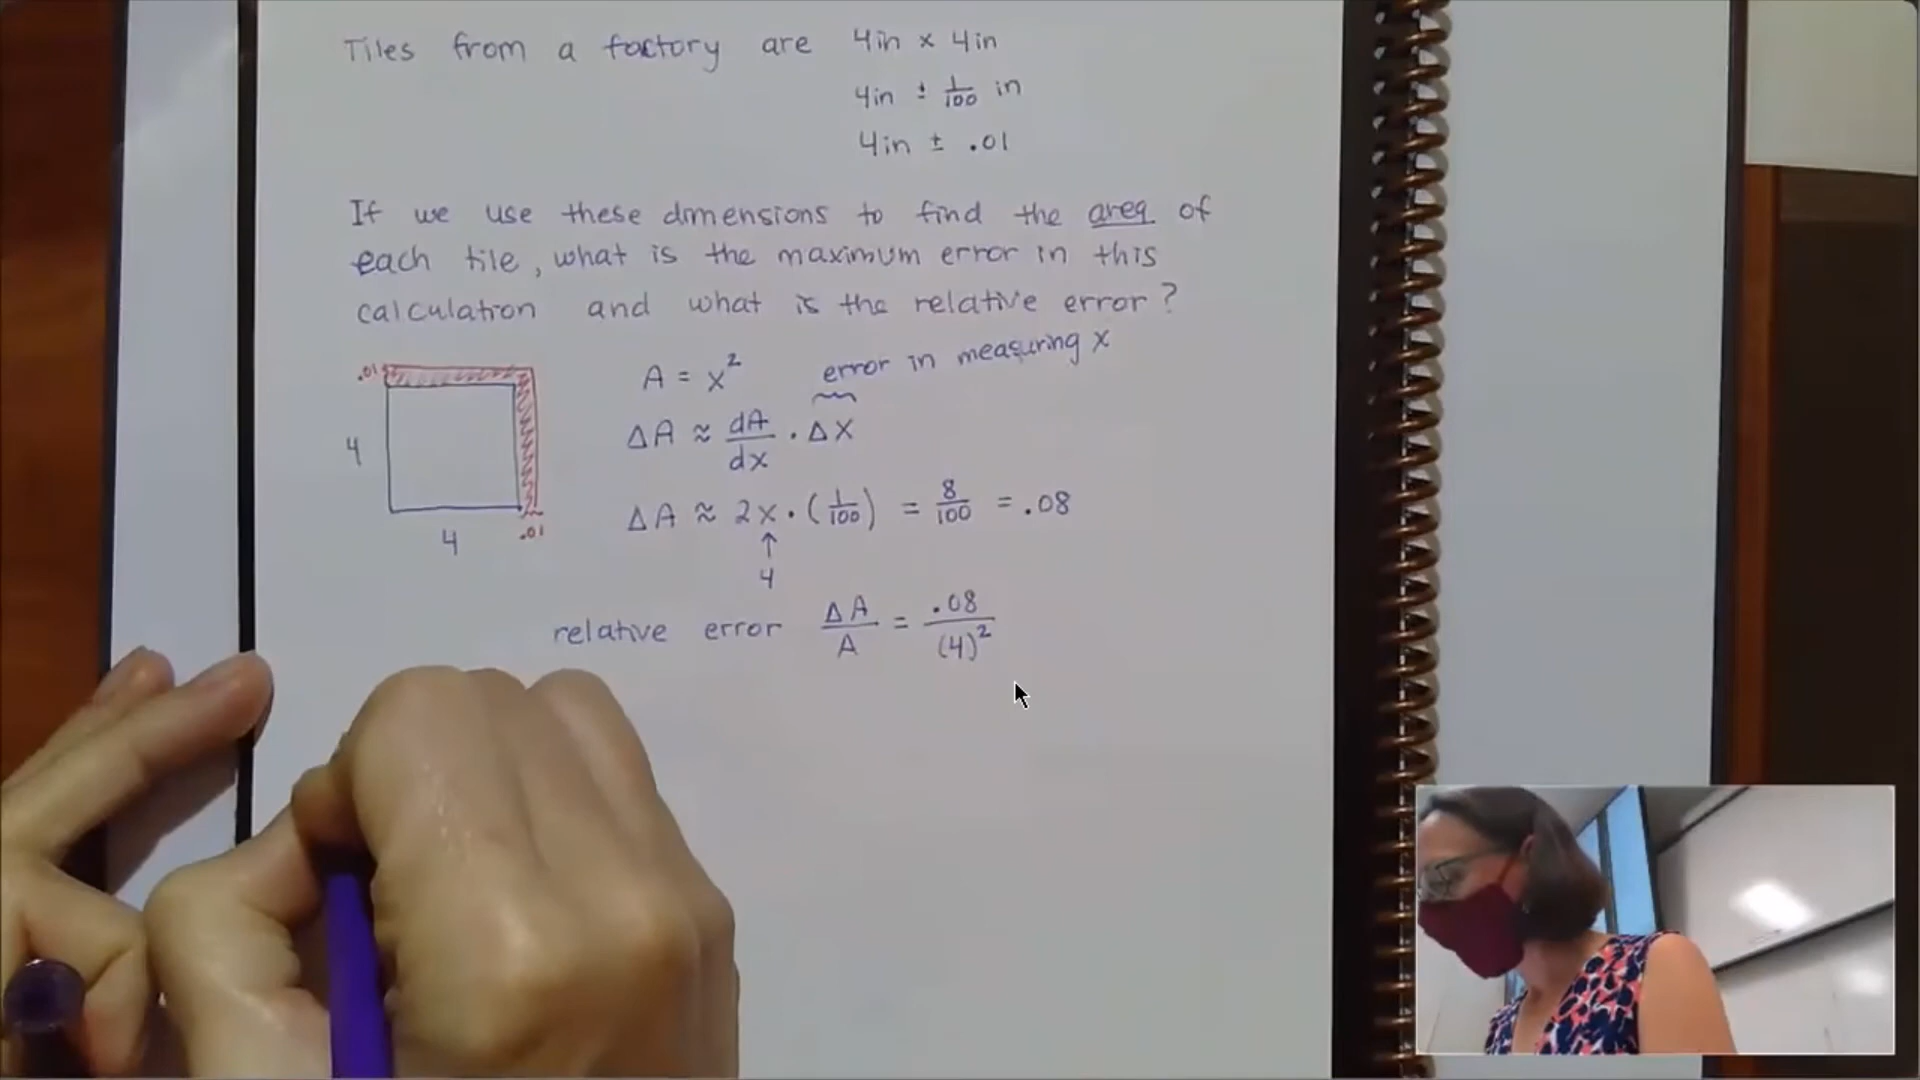 Tiles from a factory are 4in x 4in
4in ± 1/100 in
4in ± .01
If we use these dimensions to find the area of
each tile, what is the maximum error in this
calculation and what is the relative error?
.01
4
4
.01
A = x²
error in measuring x
ΔA ≈ dA/dx · Δx
ΔA ≈ 2x · (1/100) = 8/100 = .08
↑
4
relative error ΔA/A = .08/(4)²